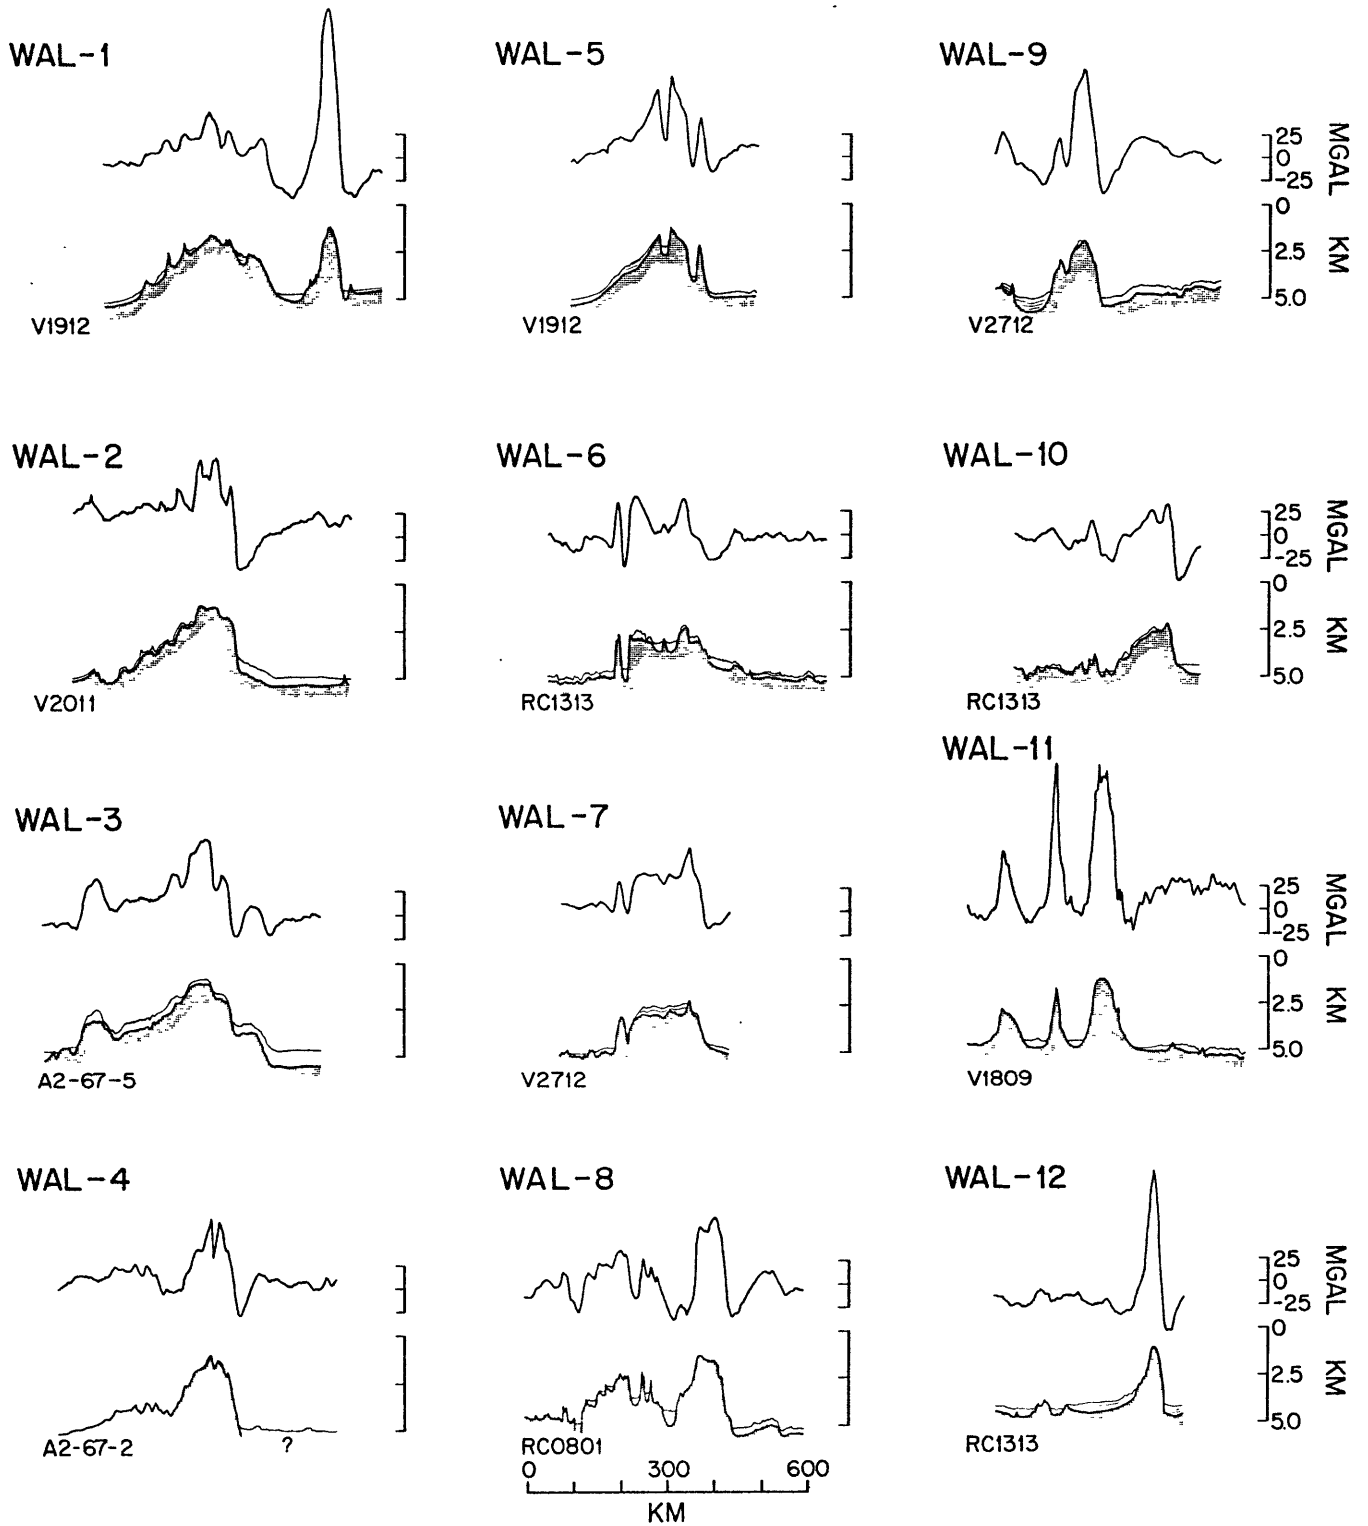 WAL-1
WAL-5
WAL-9
25
0
-25
MGAL
0
2.5
5.0
KM
V1912
V1912
V2712
WAL-2
WAL-6
WAL-10
25
0
-25
MGAL
0
2.5
5.0
KM
V2011
RC1313
RC1313
WAL-3
WAL-7
WAL-11
25
0
-25
MGAL
0
2.5
5.0
KM
A2-67-5
V2712
V1809
WAL-4
WAL-8
WAL-12
25
0
-25
MGAL
0
2.5
5.0
KM
A2-67-2
?
RC0801
RC1313
0 300 600
KM